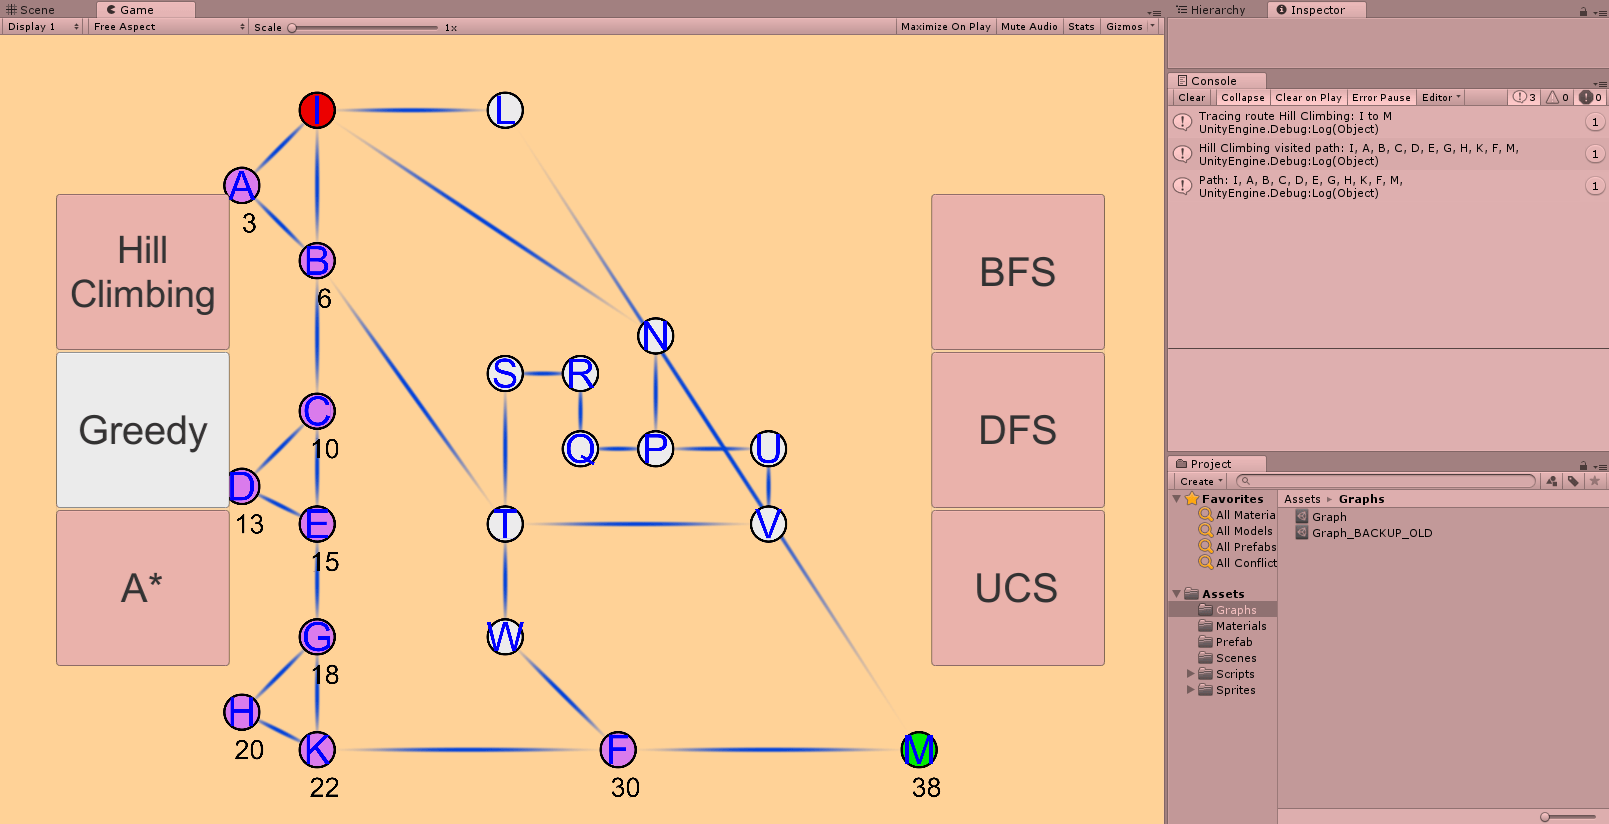 Scene
Game
Display 1
Free Aspect
Scale
1x
Maximize On Play
Mute Audio
Stats
Gizmos
I
L
A
3
B
6
Hill
Climbing
Greedy
A*
C
10
D
13
E
15
G
18
H
20
K
22
S
R
N
Q
P
U
T
V
W
F
30
M
38
BFS
DFS
UCS
Hierarchy
Inspector
Console
Clear
Collapse
Clear on Play
Error Pause
Editor
3
0
0
Tracing route Hill Climbing: I to M
UnityEngine.Debug:Log(Object)
1
Hill Climbing visited path: I, A, B, C, D, E, G, H, K, F, M,
UnityEngine.Debug:Log(Object)
1
Path: I, A, B, C, D, E, G, H, K, F, M,
UnityEngine.Debug:Log(Object)
1
Project
Create
Favorites
All Materia
All Models
All Prefabs
All Conflict
Assets
Graphs
Materials
Prefab
Scenes
Scripts
Sprites
Assets ▸ Graphs
Graph
Graph_BACKUP_OLD